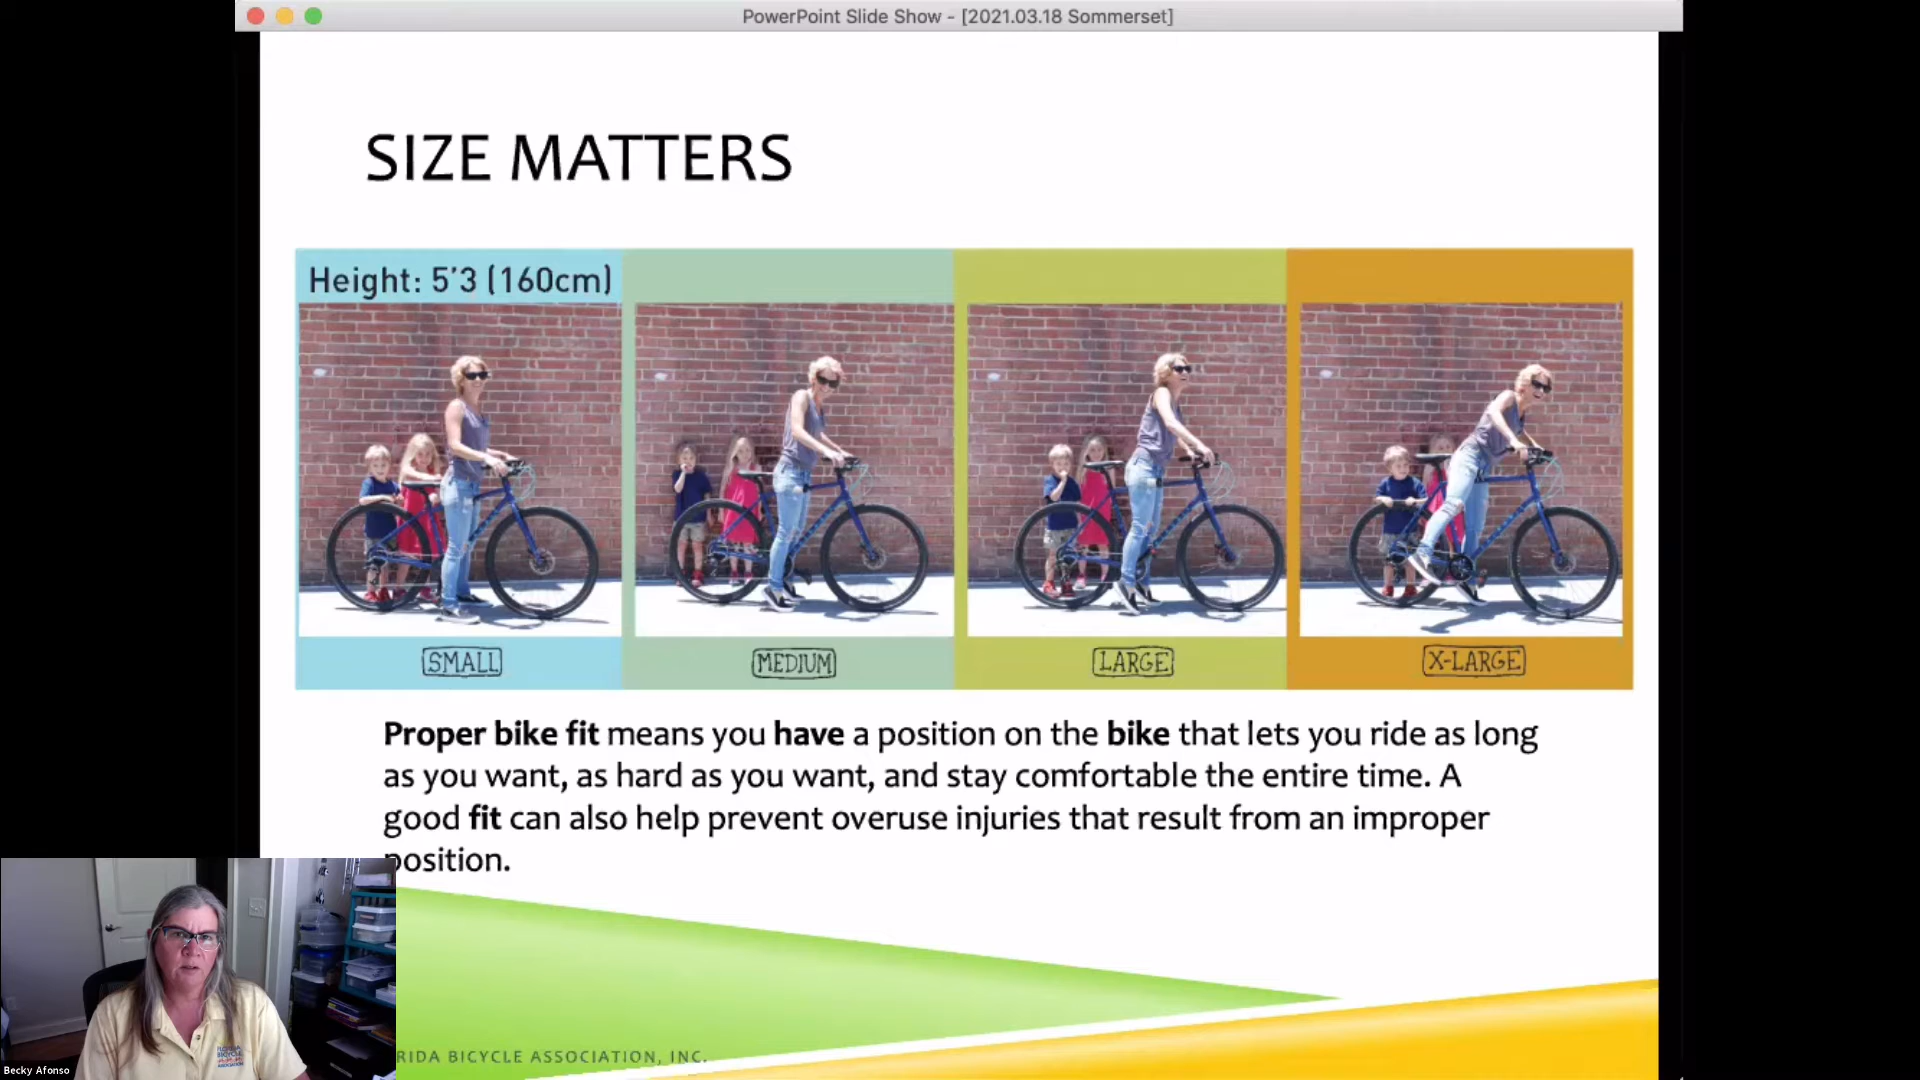 PowerPoint Slide Show - [2021.03.18 Sommerset]
SIZE MATTERS
Height: 5'3 (160cm)
SMALL
MEDIUM
LARGE
X-LARGE
Proper bike fit means you have a position on the bike that lets you ride as long
as you want, as hard as you want, and stay comfortable the entire time. A
good fit can also help prevent overuse injuries that result from an improper
position.
FLORIDA
BICYCLE
ASSOCIATION
RIDA BICYCLE ASSOCIATION, INC.
Becky Afonso